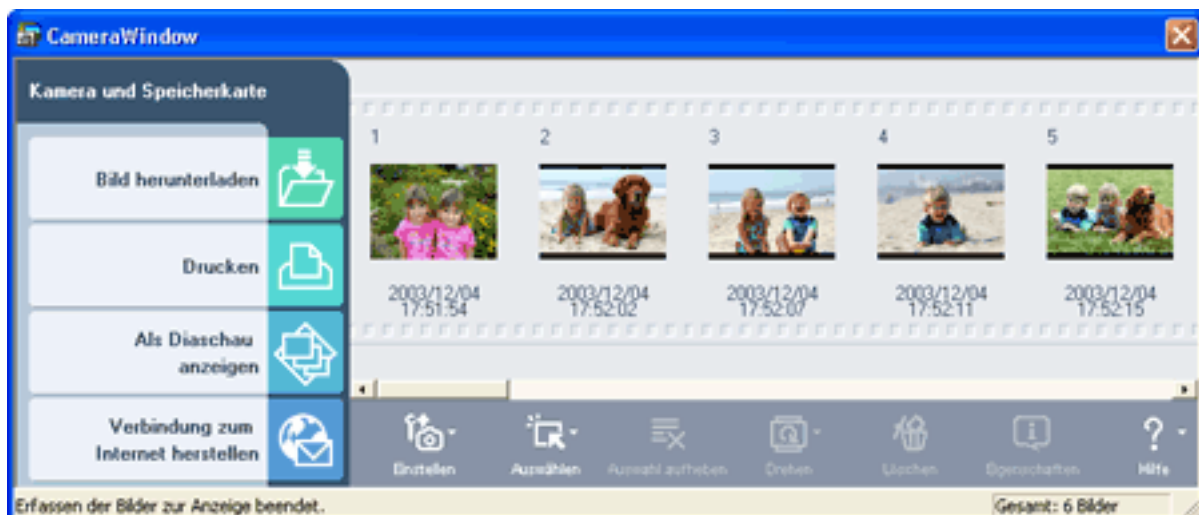 CameraWindow
Kamera und Speicherkarte
Bild herunterladen
Drucken
Als Diaschau
anzeigen
Verbindung zum
Internet herstellen
1 2 3 4 5
2003/12/04 2003/12/04 2003/12/04 2003/12/04 2003/12/04
17:51:54 17:52:02 17:52:07 17:52:11 17:52:15
Einstellen Auswählen Auswahl aufheben Drehen Löschen Eigenschaften Hilfe
Erfassen der Bilder zur Anzeige beendet. Gesamt: 6 Bilder